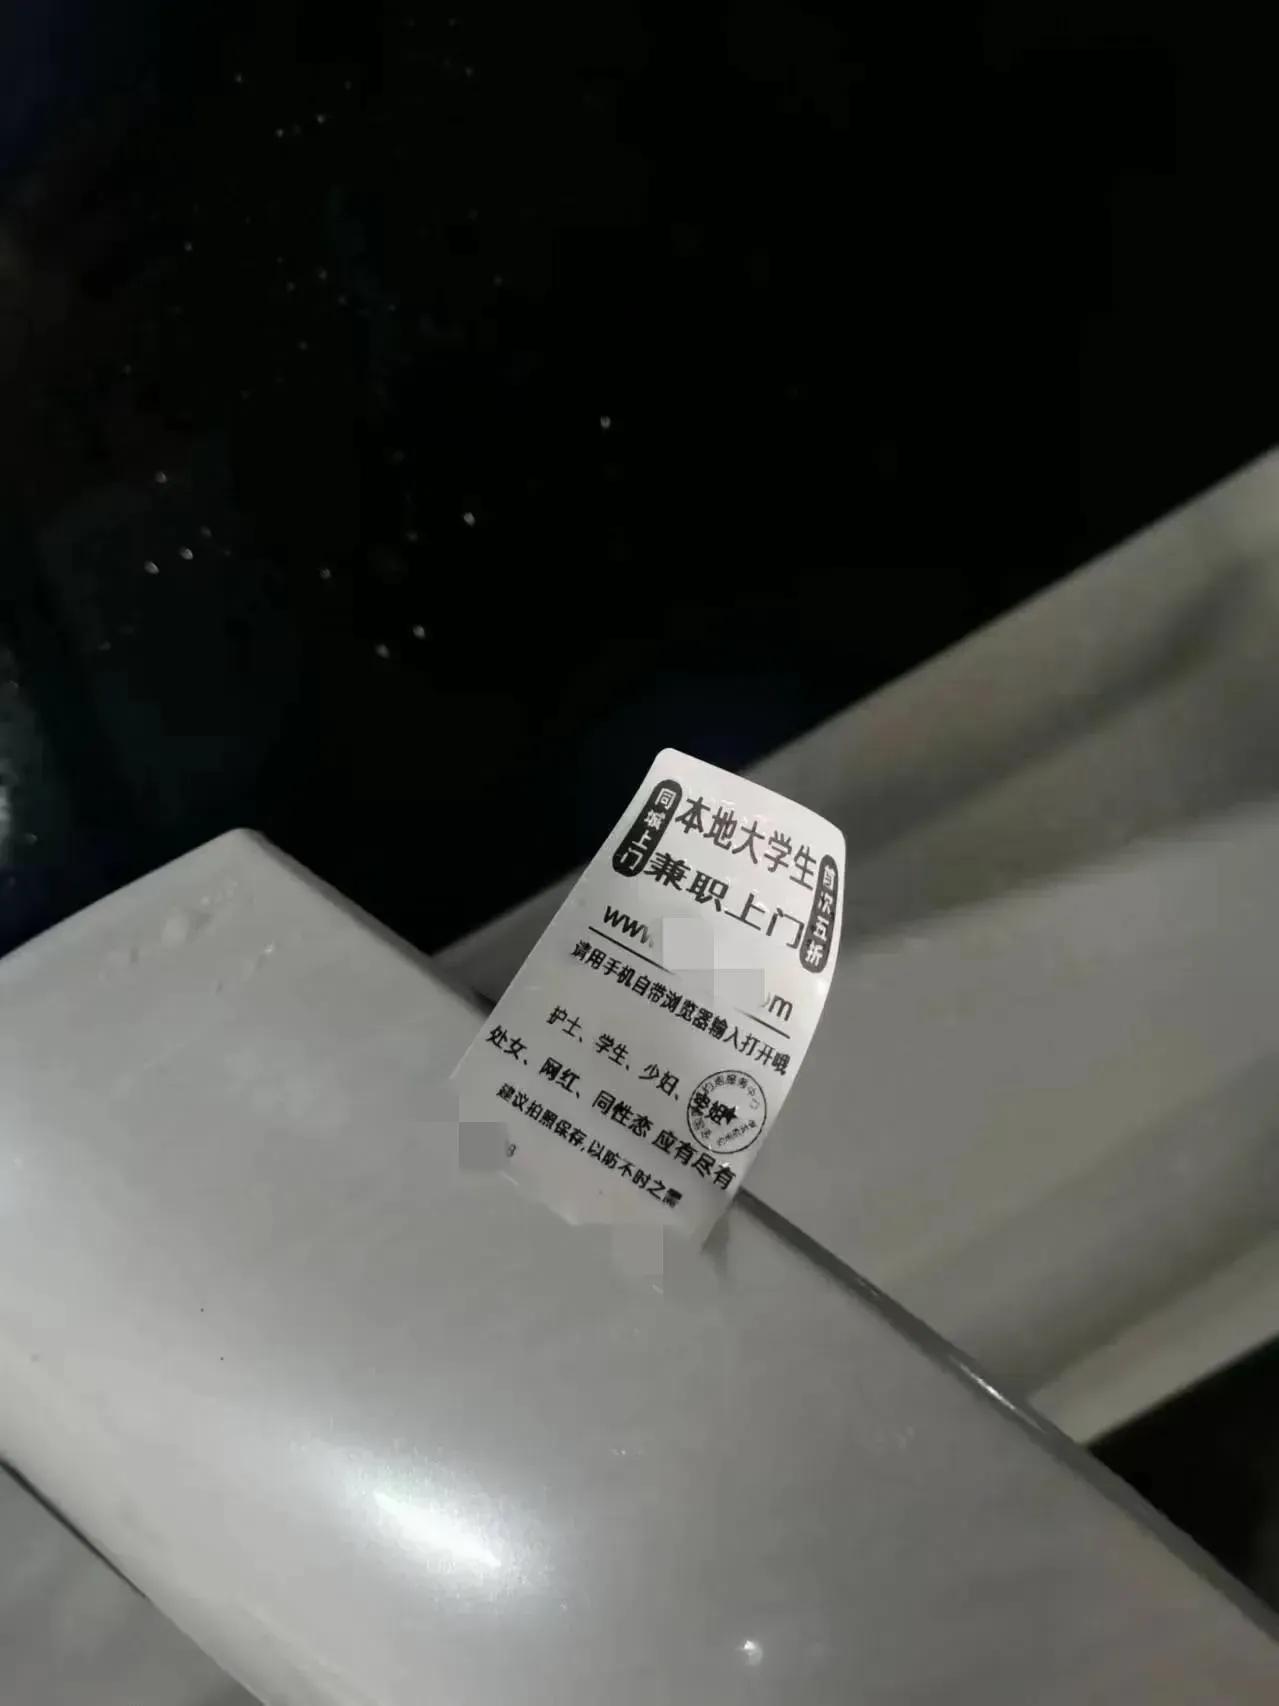 同城上门
本地大学生
兼职上门
首次五折
www
om
请用手机自带浏览器输入打开哦
护士、学生、少妇、
处女、网红、同性恋 应有尽有
建议拍照保存,以防不时之需